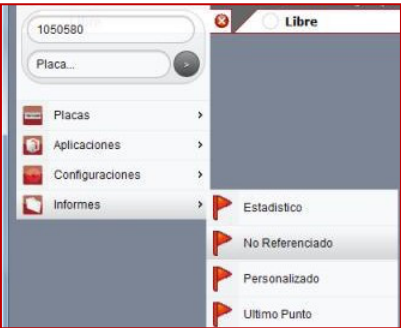 1050580
Placa...
>
Libre
Placas
Aplicaciones
Configuraciones
Informes
Estadistico
No Referenciado
Personalizado
Ultimo Punto